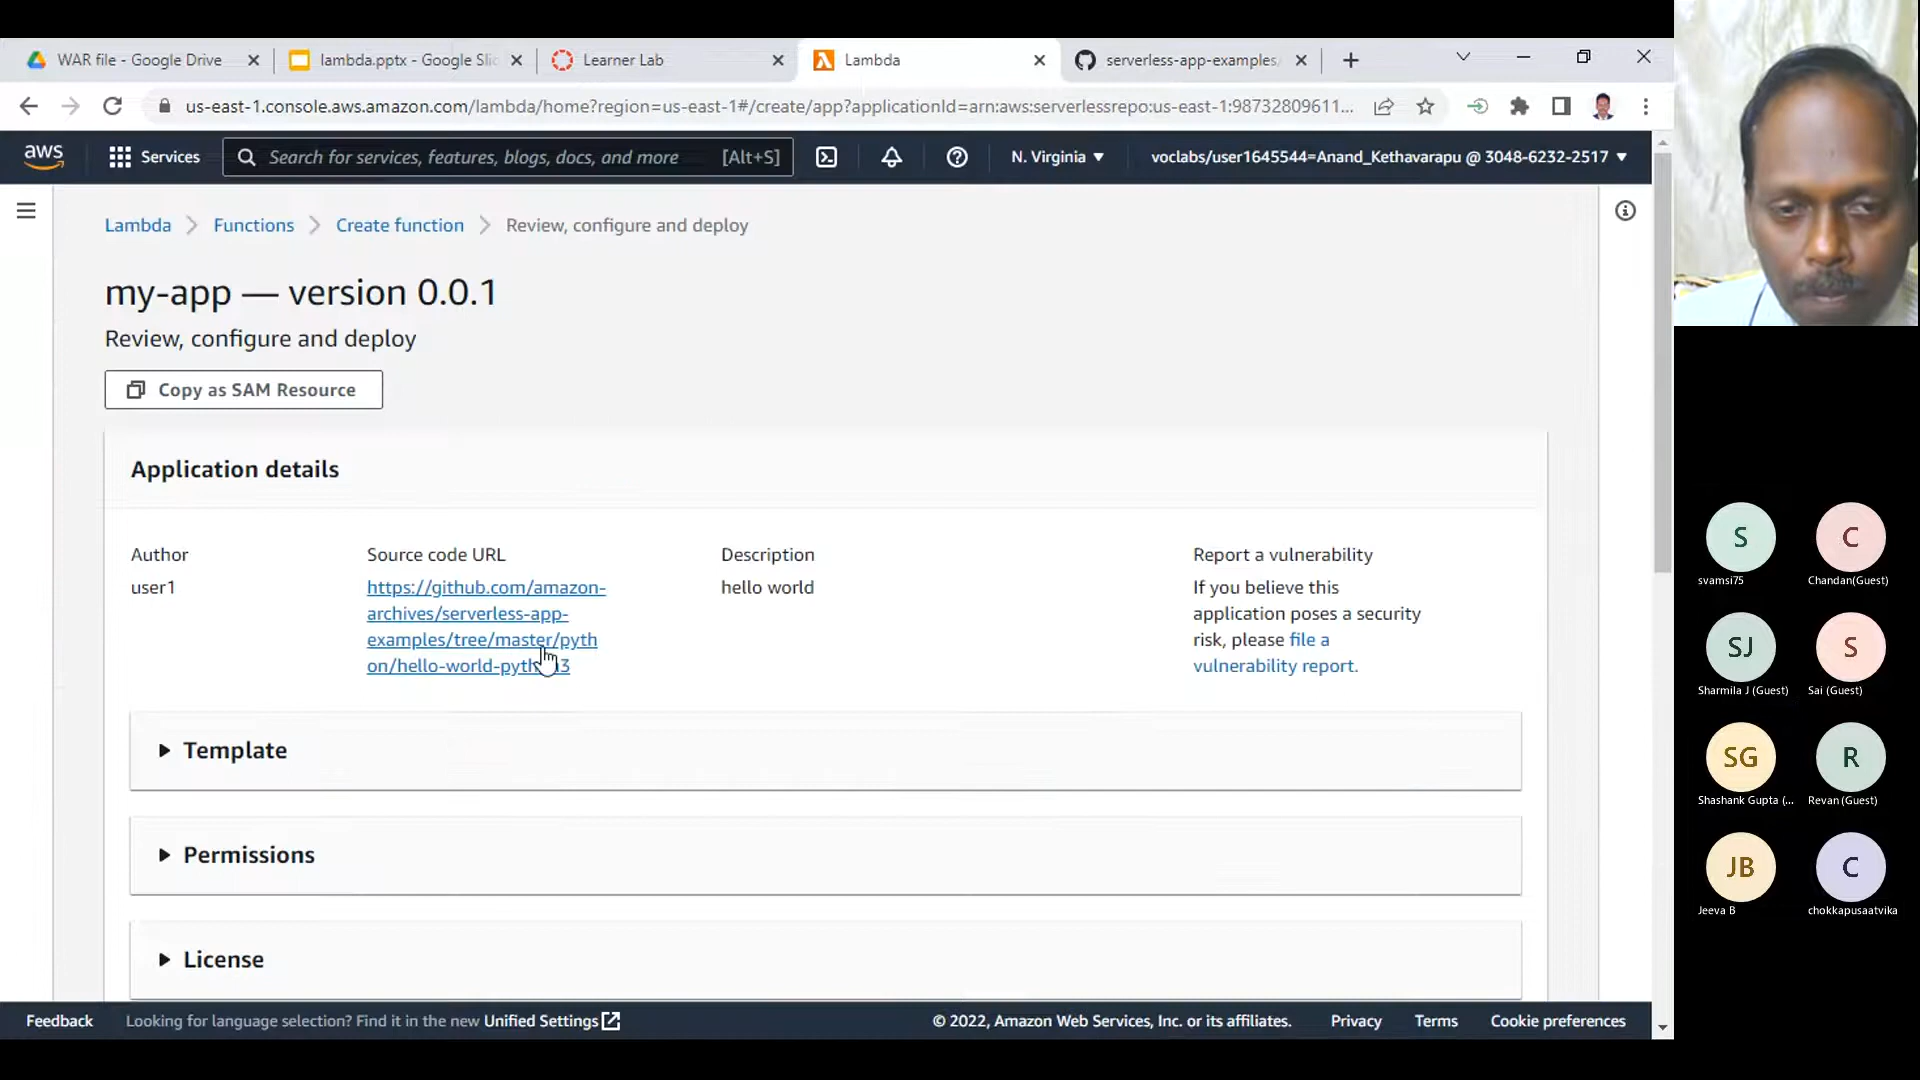 WAR file - Google Drive
lambda.pptx - Google Slic
Learner Lab
Lambda
serverless-app-examples/
us-east-1.console.aws.amazon.com/lambda/home?region=us-east-1#/create/app?applicationId=arn:aws:serverlessrepo:us-east-1:98732809611...
aws
Services
Search for services, features, blogs, docs, and more
[Alt+S]
N. Virginia
voclabs/user1645544=Anand_Kethavarapu @ 3048-6232-2517
Lambda
Functions
Create function
Review, configure and deploy
my-app — version 0.0.1
Review, configure and deploy
Copy as SAM Resource
Application details
Author
user1
Source code URL
https://github.com/amazon-
archives/serverless-app-
examples/tree/master/pyth
Description
hello world
Report a vulnerability
If you believe this
application poses a security
risk, please file a
vulnerability report.
Template
Permissions
License
Feedback
Looking for language selection? Find it in the new Unified Settings
© 2022, Amazon Web Services, Inc. or its affiliates.
Privacy
Terms
Cookie preferences
S
svamsi75
C
Chandan(Guest)
SJ
Sharmila J (Guest)
S
Sai (Guest)
SG
Shashank Gupta (...
R
Revan (Guest)
JB
Jeeva B
C
chokkapusaatvika